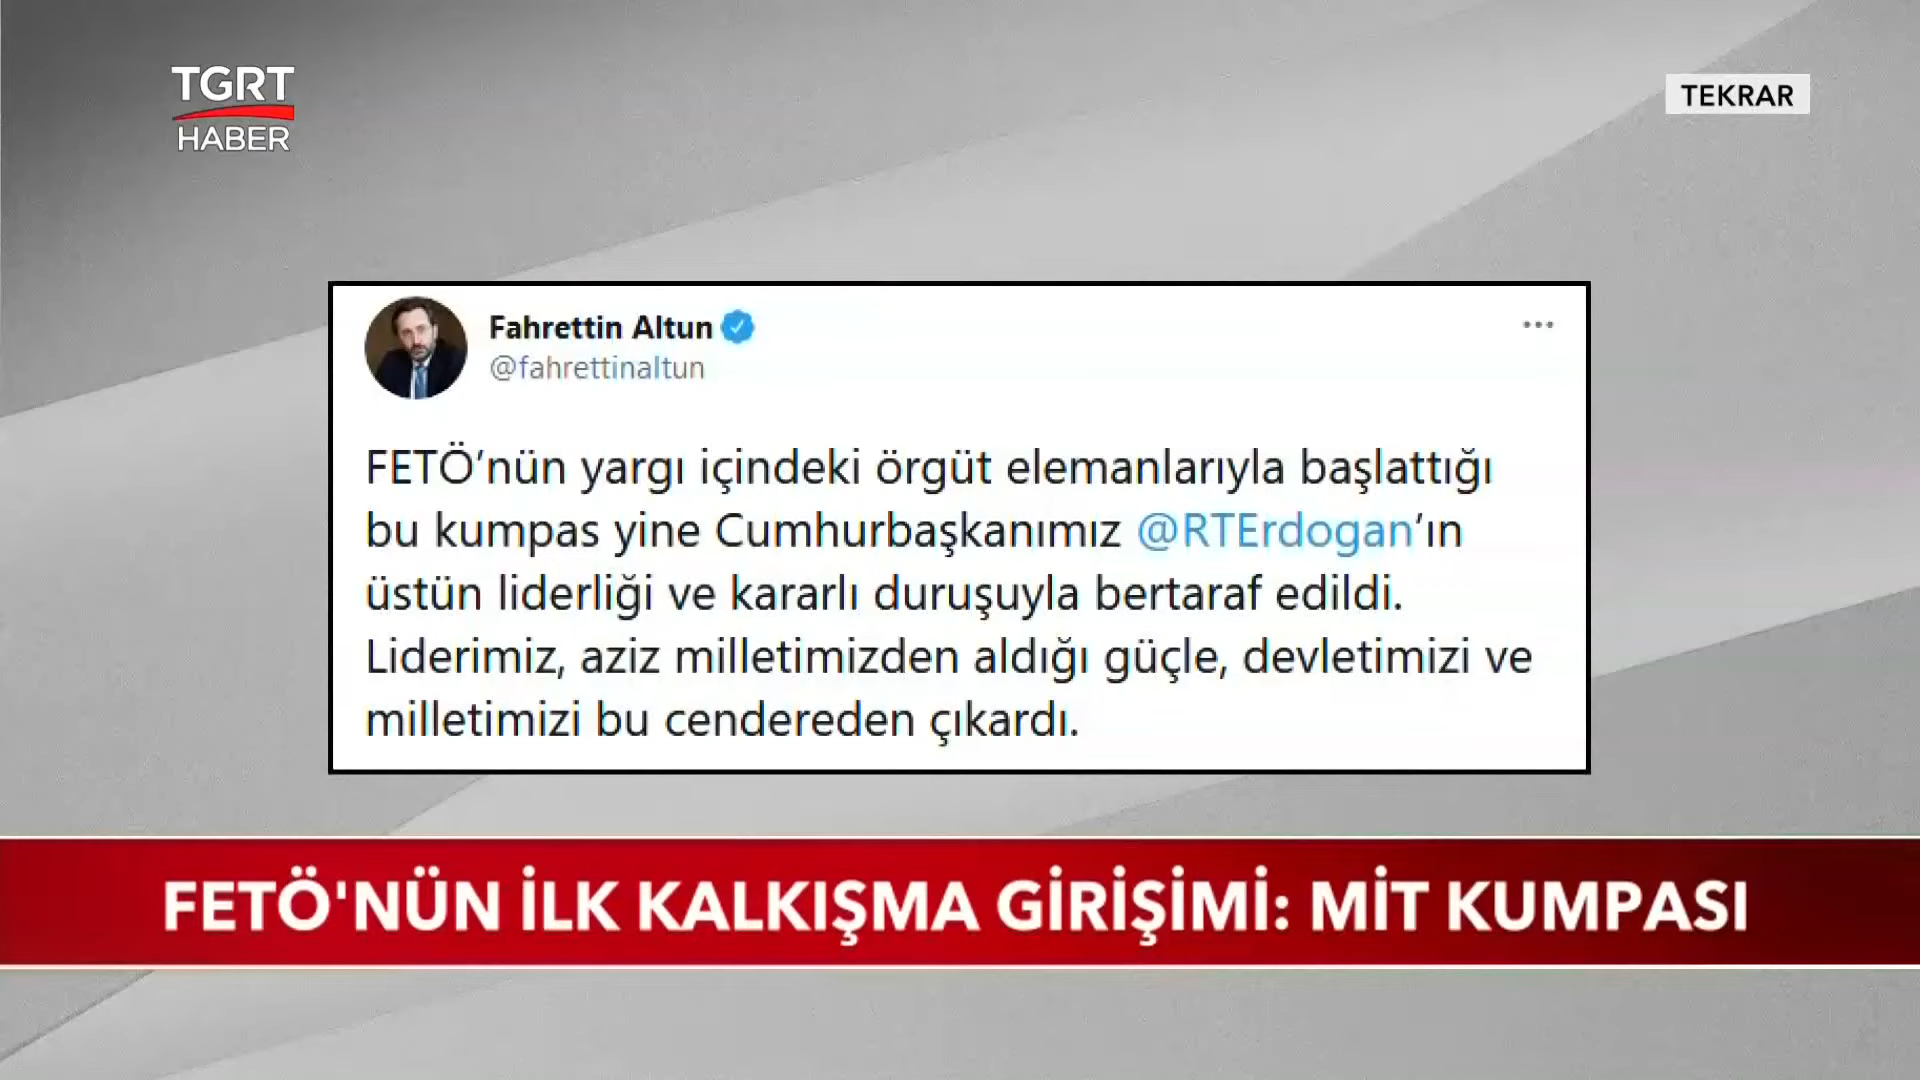 TGRT
HABER
TEKRAR
Fahrettin Altun
@fahrettinaltun
FETÖ’nün yargı içindeki örgüt elemanlarıyla başlattığı
bu kumpas yine Cumhurbaşkanımız @RTErdogan’ın
üstün liderliği ve kararlı duruşuyla bertaraf edildi.
Liderimiz, aziz milletimizden aldığı güçle, devletimizi ve
milletimizi bu cendereden çıkardı.
FETÖ'NÜN İLK KALKIŞMA GİRİŞİMİ: MİT KUMPASI